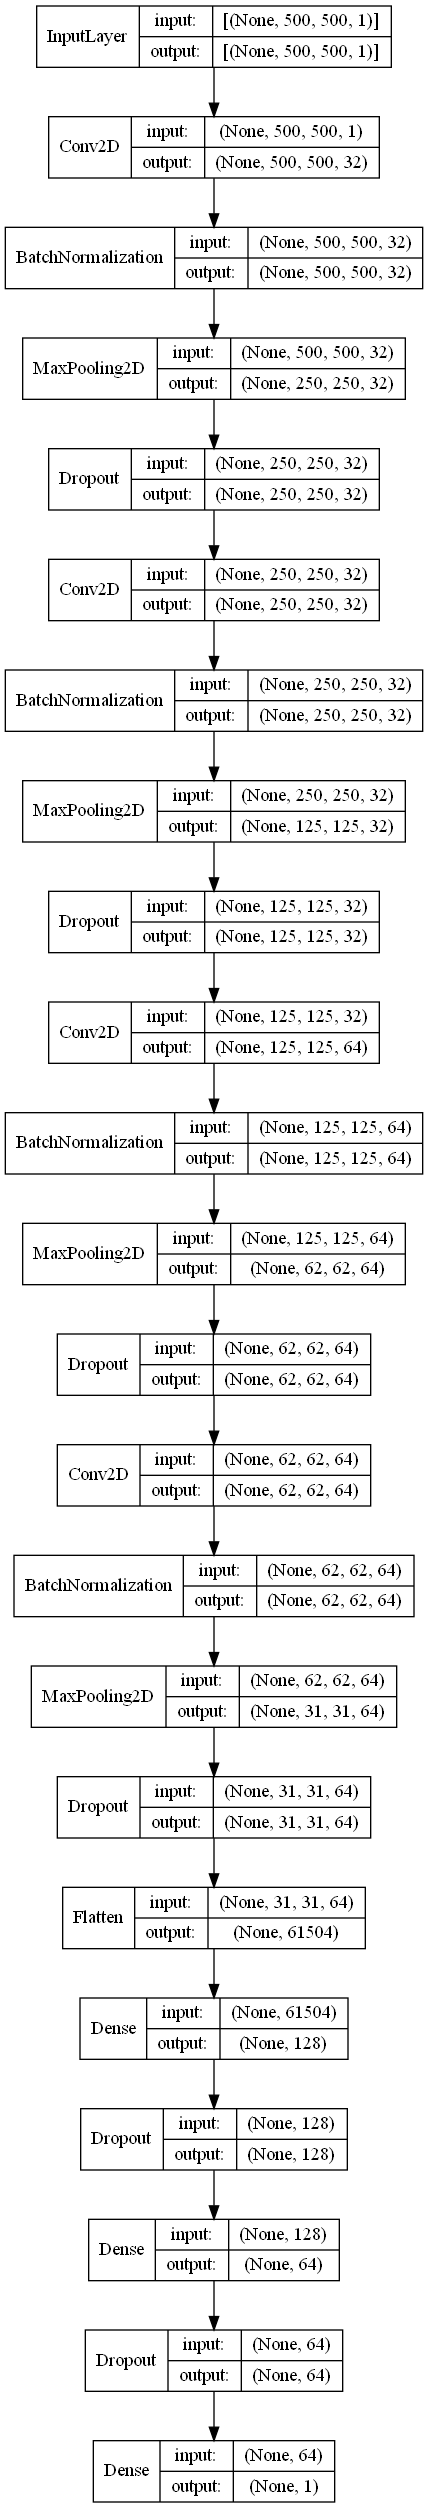 InputLayer
input: [(None, 500, 500, 1)]
output: [(None, 500, 500, 1)]
Conv2D
input: (None, 500, 500, 1)
output: (None, 500, 500, 32)
BatchNormalization
input: (None, 500, 500, 32)
output: (None, 500, 500, 32)
MaxPooling2D
input: (None, 500, 500, 32)
output: (None, 250, 250, 32)
Dropout
input: (None, 250, 250, 32)
output: (None, 250, 250, 32)
Conv2D
input: (None, 250, 250, 32)
output: (None, 250, 250, 32)
BatchNormalization
input: (None, 250, 250, 32)
output: (None, 250, 250, 32)
MaxPooling2D
input: (None, 250, 250, 32)
output: (None, 125, 125, 32)
Dropout
input: (None, 125, 125, 32)
output: (None, 125, 125, 32)
Conv2D
input: (None, 125, 125, 32)
output: (None, 125, 125, 64)
BatchNormalization
input: (None, 125, 125, 64)
output: (None, 125, 125, 64)
MaxPooling2D
input: (None, 125, 125, 64)
output: (None, 62, 62, 64)
Dropout
input: (None, 62, 62, 64)
output: (None, 62, 62, 64)
Conv2D
input: (None, 62, 62, 64)
output: (None, 62, 62, 64)
BatchNormalization
input: (None, 62, 62, 64)
output: (None, 62, 62, 64)
MaxPooling2D
input: (None, 62, 62, 64)
output: (None, 31, 31, 64)
Dropout
input: (None, 31, 31, 64)
output: (None, 31, 31, 64)
Flatten
input: (None, 31, 31, 64)
output: (None, 61504)
Dense
input: (None, 61504)
output: (None, 128)
Dropout
input: (None, 128)
output: (None, 128)
Dense
input: (None, 128)
output: (None, 64)
Dropout
input: (None, 64)
output: (None, 64)
Dense
input: (None, 64)
output: (None, 1)